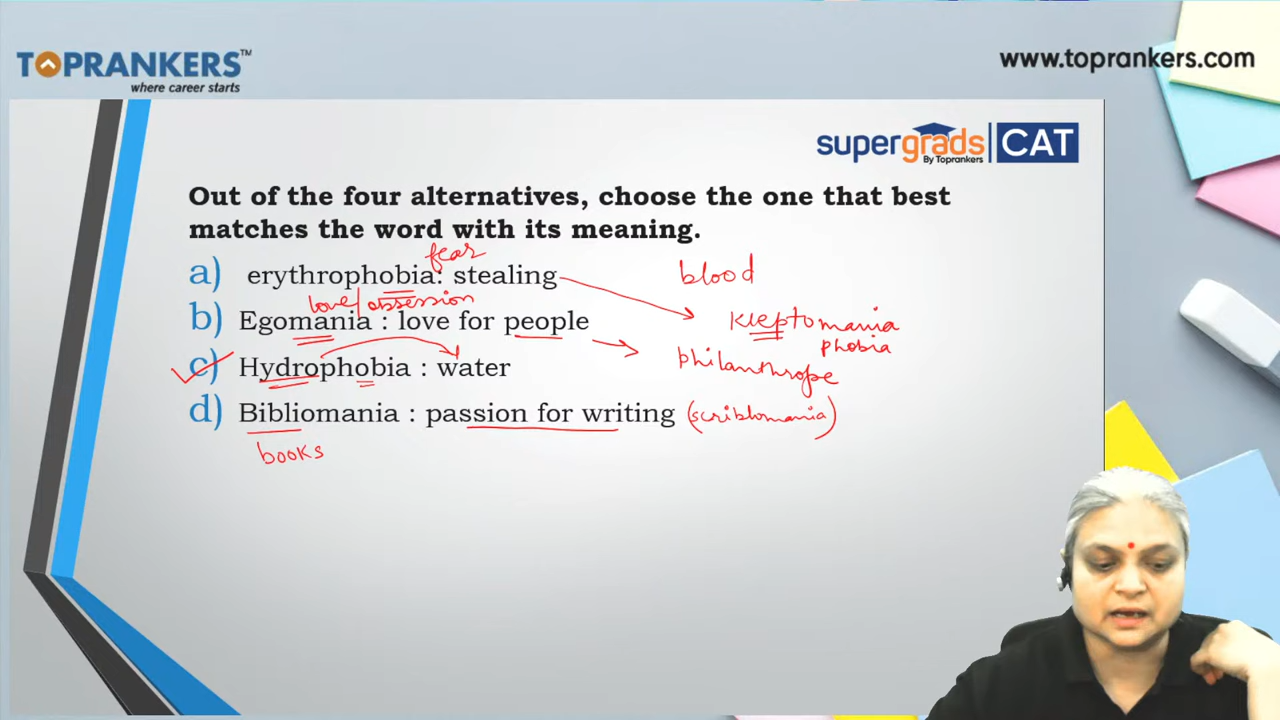 TOPRANKERS™
where career starts
www.toprankers.com
supergrads CAT
By Toprankers
Out of the four alternatives, choose the one that best
matches the word with its meaning.
fear
a) erythrophobia: stealing
blood
love/obsession
b) Egomania : love for people
Kleptomania
phobia
c) Hydrophobia : water
philanthrope
d) Bibliomania : passion for writing (scriblomania)
books